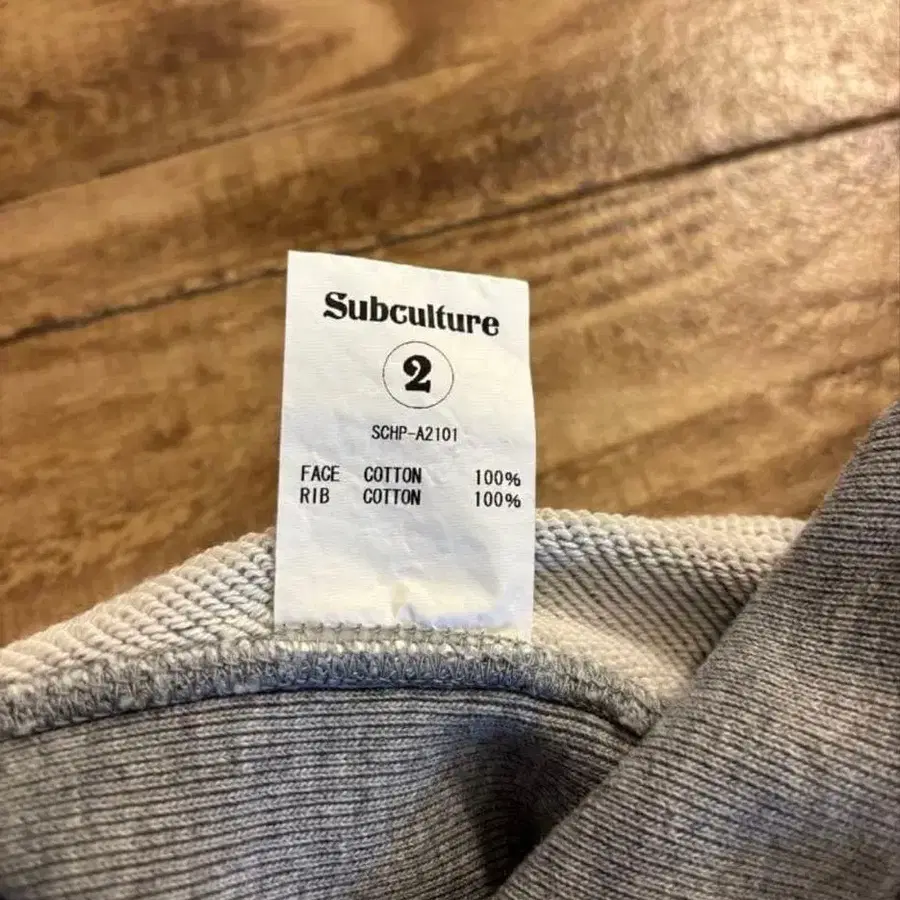 Subculture
2
SCHP-A2101
FACE COTTON 100%
RIB COTTON 100%